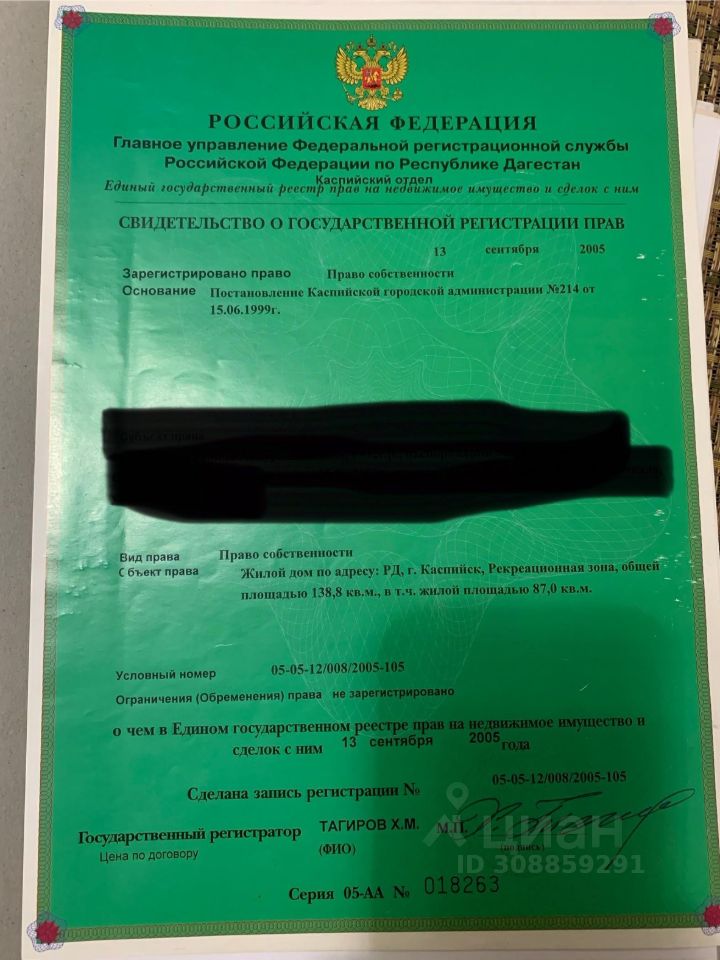 РОССИЙСКАЯ ФЕДЕРАЦИЯ
Главное управление Федеральной регистрационной службы
Российской Федерации по Республике Дагестан
Каспийский отдел
Единый государственный реестр прав на недвижимое имущество и сделок с ним
СВИДЕТЕЛЬСТВО О ГОСУДАРСТВЕННОЙ РЕГИСТРАЦИИ ПРАВ
13 сентября 2005
Зарегистрировано право Право собственности
Основание Постановление Каспийской городской администрации №214 от
15.06.1999г.
Субъект права
Вид права Право собственности
Объект права Жилой дом по адресу: РД, г. Каспийск, Рекреационная зона, общей
площадью 138,8 кв.м., в т.ч. жилой площадью 87,0 кв.м.
Условный номер 05-05-12/008/2005-105
Ограничения (Обременения) права не зарегистрировано
о чем в Едином государственном реестре прав на недвижимое имущество и
сделок с ним 13 сентября 2005 года
Сделана запись регистрации № 05-05-12/008/2005-105
Государственный регистратор ТАГИРОВ Х.М. М.П.
Цена по договору (ФИО) (подпись)
Серия 05-АА № 018263
циан
ID 308859291